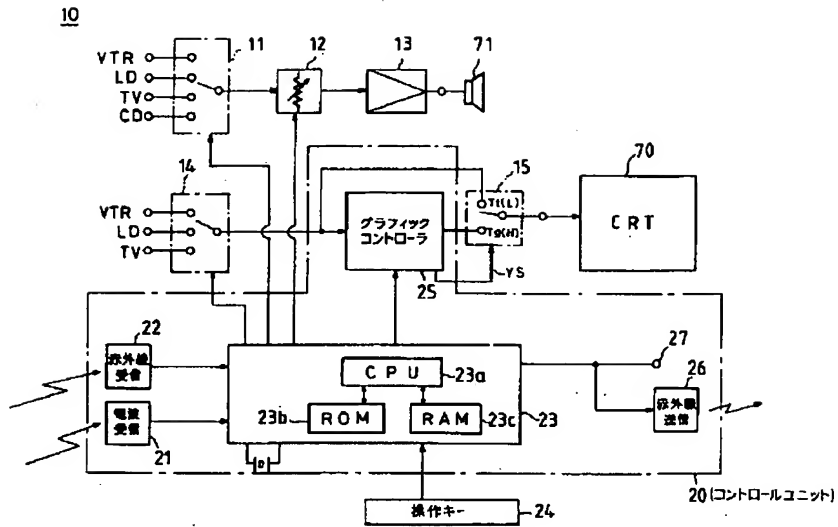 10
11
12
13
71
VTR
LD
TV
CD
14
15
70
VTR
LD
TV
グラフィック
コントローラ
T1(L)
Tg(H)
CRT
25
YS
22
赤外線
受信
CPU
23a
27
26
赤外線
送信
23b
ROM
RAM
23c
23
電波
受信
21
20(コントロールユニット)
操作キー
24